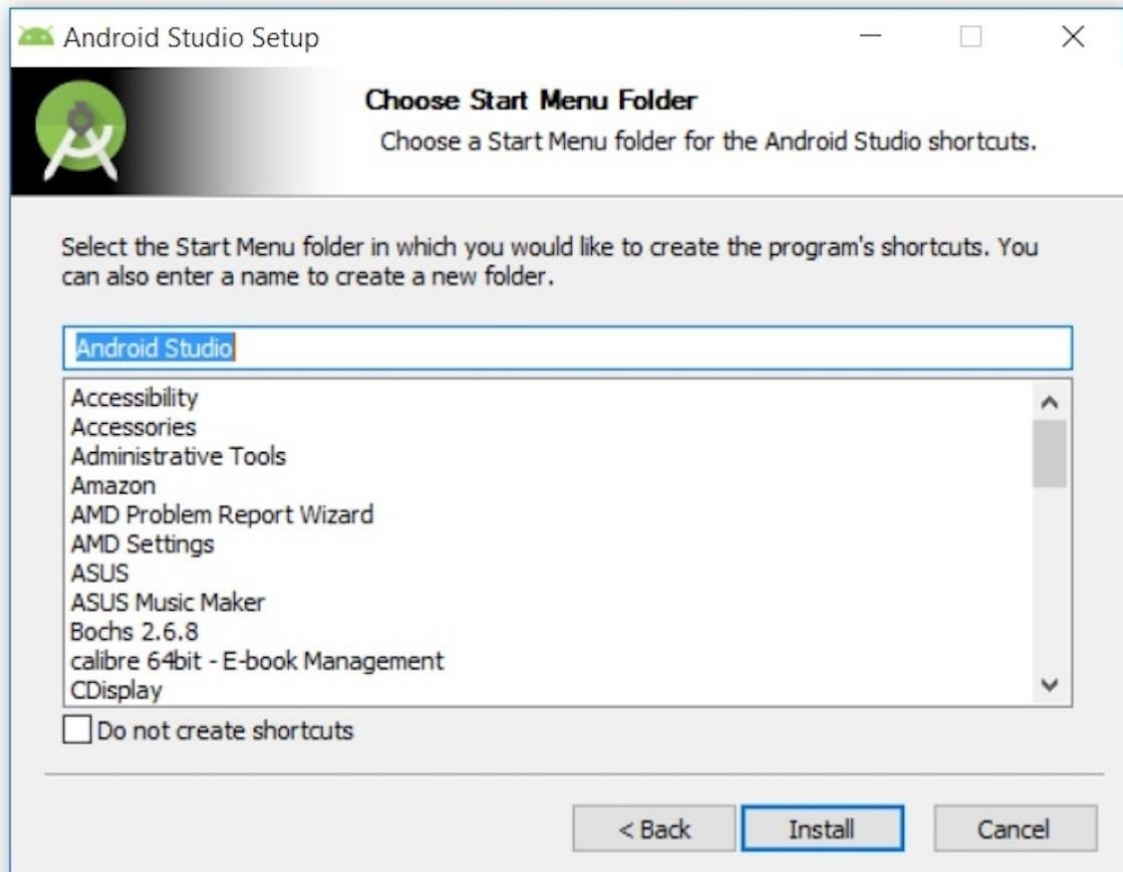 Android Studio Setup
Choose Start Menu Folder
Choose a Start Menu folder for the Android Studio shortcuts.
Select the Start Menu folder in which you would like to create the program's shortcuts. You
can also enter a name to create a new folder.
Android Studio
Accessibility
Accessories
Administrative Tools
Amazon
AMD Problem Report Wizard
AMD Settings
ASUS
ASUS Music Maker
Bochs 2.6.8
calibre 64bit - E-book Management
CDisplay
Do not create shortcuts
< Back Install Cancel